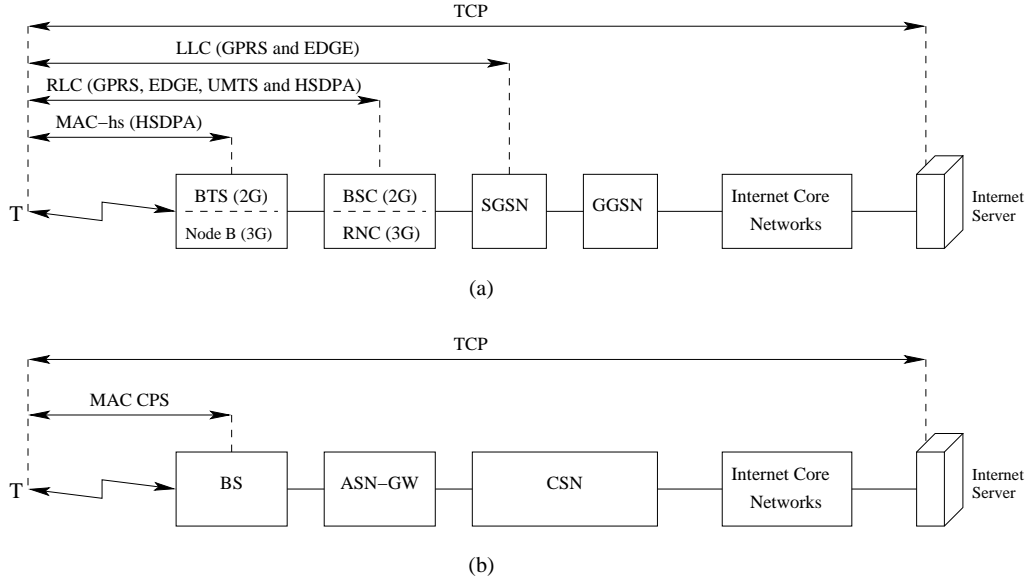 TCP
LLC (GPRS and EDGE)
RLC (GPRS, EDGE, UMTS and HSDPA)
MAC−hs (HSDPA)
T
BTS (2G)
Node B (3G)
BSC (2G)
RNC (3G)
SGSN
GGSN
Internet Core
Networks
Internet
Server
(a)
TCP
MAC CPS
T
BS
ASN−GW
CSN
Internet Core
Networks
Internet
Server
(b)